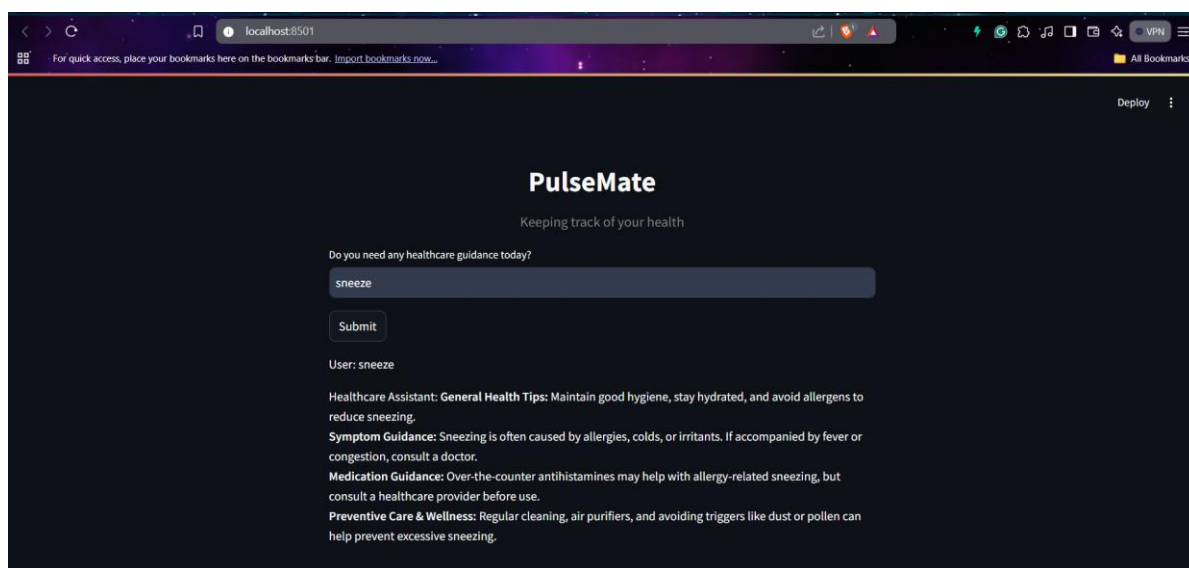 localhost:8501
VPN
For quick access, place your bookmarks here on the bookmarks bar. Import bookmarks now...
All Bookmarks
Deploy
PulseMate
Keeping track of your health
Do you need any healthcare guidance today?
sneeze
Submit
User: sneeze
Healthcare Assistant: General Health Tips: Maintain good hygiene, stay hydrated, and avoid allergens to
reduce sneezing.
Symptom Guidance: Sneezing is often caused by allergies, colds, or irritants. If accompanied by fever or
congestion, consult a doctor.
Medication Guidance: Over-the-counter antihistamines may help with allergy-related sneezing, but
consult a healthcare provider before use.
Preventive Care & Wellness: Regular cleaning, air purifiers, and avoiding triggers like dust or pollen can
help prevent excessive sneezing.